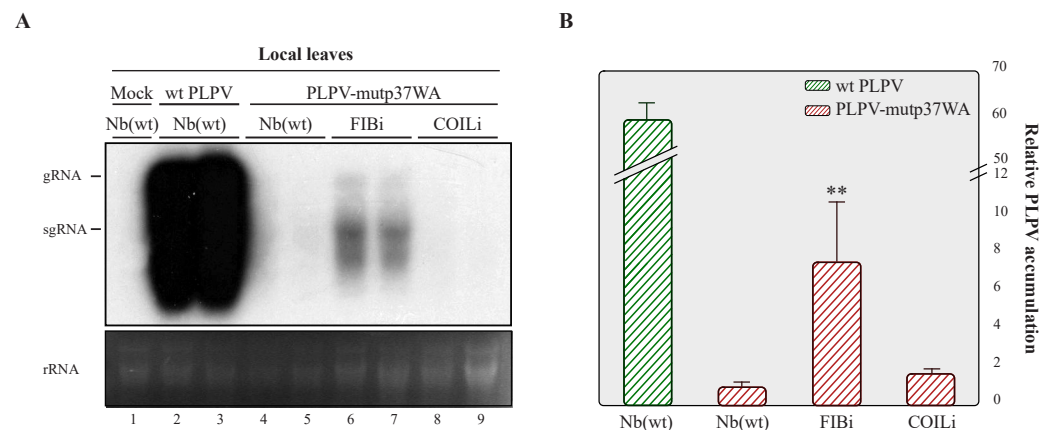 A
Local leaves
Mock wt PLPV PLPV-mutp37WA
Nb(wt) Nb(wt) Nb(wt) FIBi COILi
gRNA
sgRNA
rRNA
1 2 3 4 5 6 7 8 9
B
wt PLPV
PLPV-mutp37WA
70
60
50
12
10
8
6
4
2
0
Relative PLPV accumulation
**
Nb(wt) Nb(wt) FIBi COILi